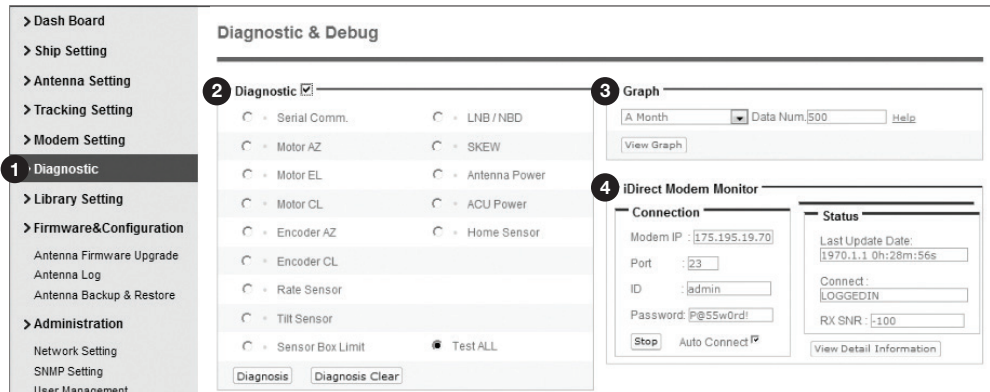 > Dash Board
> Ship Setting
> Antenna Setting
> Tracking Setting
> Modem Setting
1 > Diagnostic
> Library Setting
> Firmware&Configuration
Antenna Firmware Upgrade
Antenna Log
Antenna Backup & Restore
> Administration
Network Setting
SNMP Setting
User Management
Diagnostic & Debug
2 Diagnostic
Serial Comm. LNB / NBD
Motor AZ SKEW
Motor EL Antenna Power
Motor CL ACU Power
Encoder AZ Home Sensor
Encoder CL
Rate Sensor
Tilt Sensor
Sensor Box Limit Test ALL
Diagnosis Diagnosis Clear
3 Graph
A Month Data Num. 500 Help
View Graph
4 iDirect Modem Monitor
Connection
Modem IP : 175.195.19.70
Port : 23
ID : admin
Password: P@55w0rd!
Stop Auto Connect
Status
Last Update Date:
1970.1.1 0h:28m:56s
Connect :
LOGGEDIN
RX SNR : -100
View Detail Information